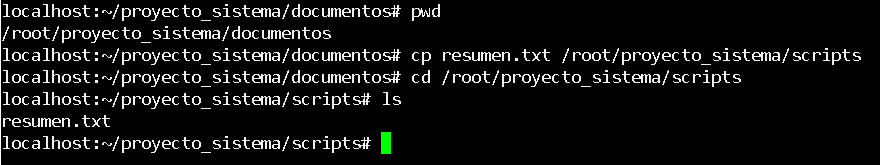 localhost:~/proyecto_sistema/documentos# pwd
/root/proyecto_sistema/documentos
localhost:~/proyecto_sistema/documentos# cp resumen.txt /root/proyecto_sistema/scripts
localhost:~/proyecto_sistema/documentos# cd /root/proyecto_sistema/scripts
localhost:~/proyecto_sistema/scripts# ls
resumen.txt
localhost:~/proyecto_sistema/scripts#